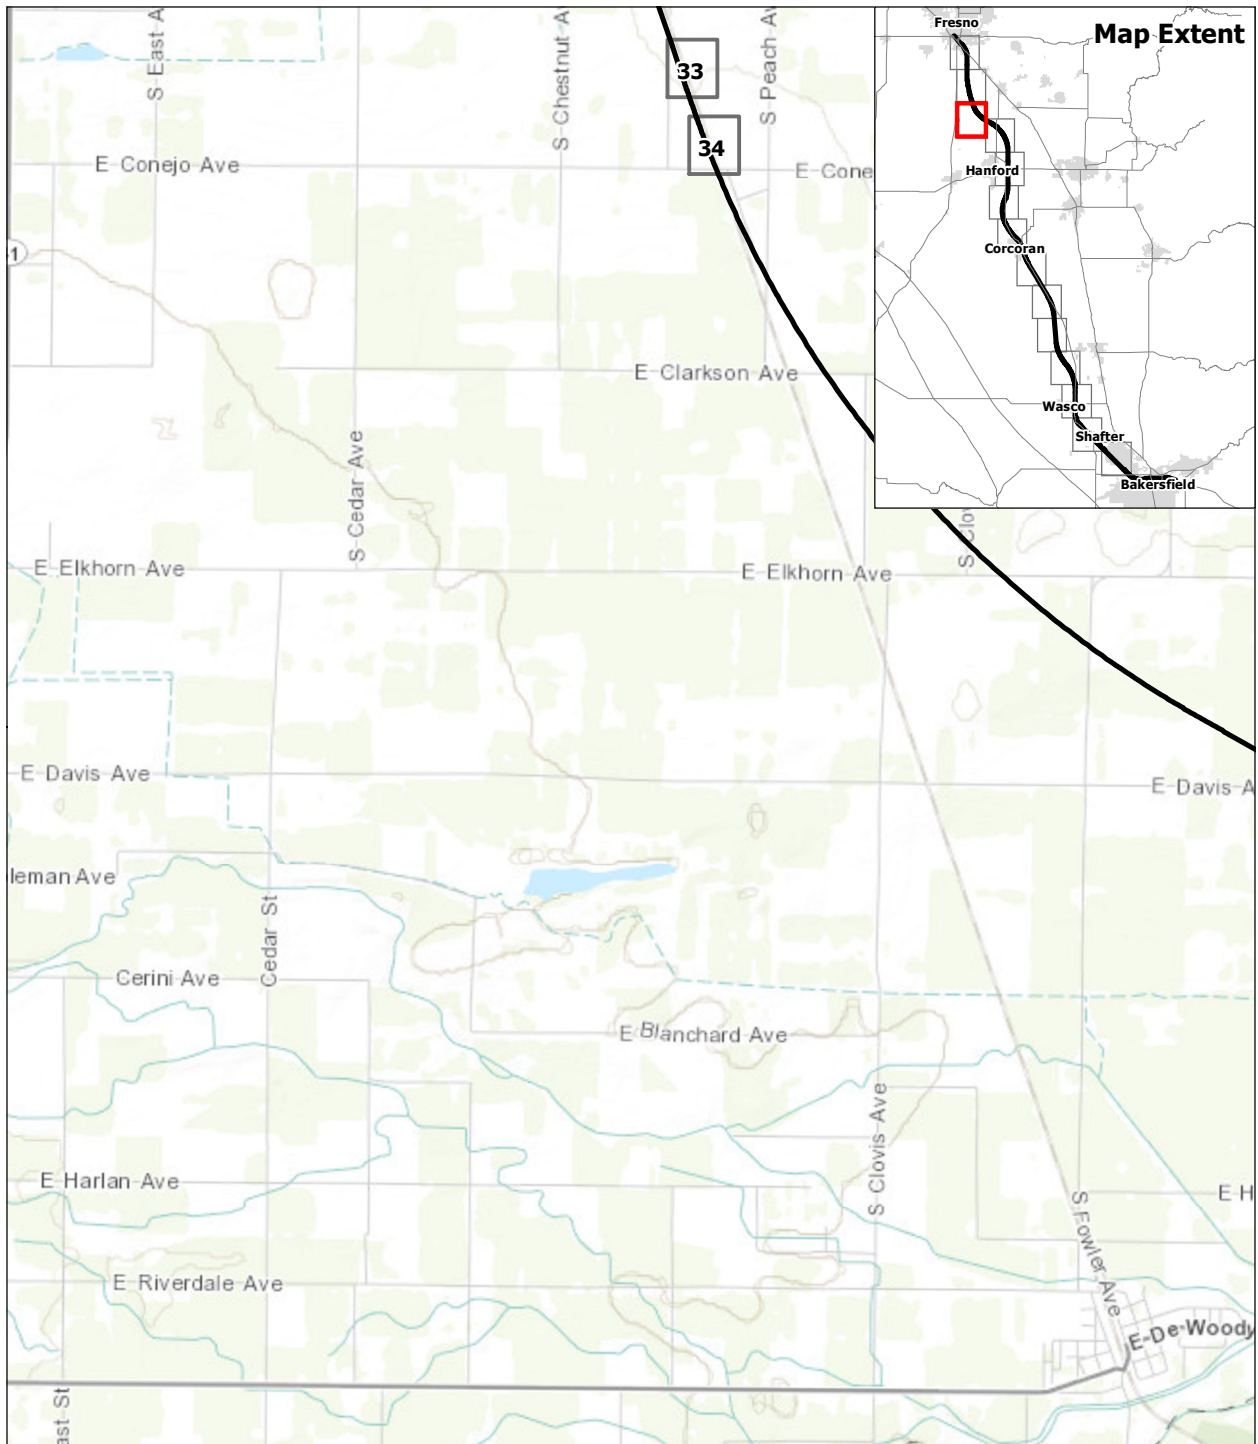 Map Extent
Fresno
Hanford
Corcoran
Wasco
Shafter
Bakersfield
S East A
S Chestnut A
S Peach Av
33
34
E Conejo Ave
E Cone
1
E Clarkson Ave
S Cedar Ave
S Clov
E Elkhorn Ave
E Elkhorn Ave
E Davis Ave
E Davis A
leman Ave
Cedar St
Cerini Ave
E Blanchard Ave
S Clovis Ave
E Harlan Ave
E H
S Fowler Ave
E Riverdale Ave
E De Woody
ast St